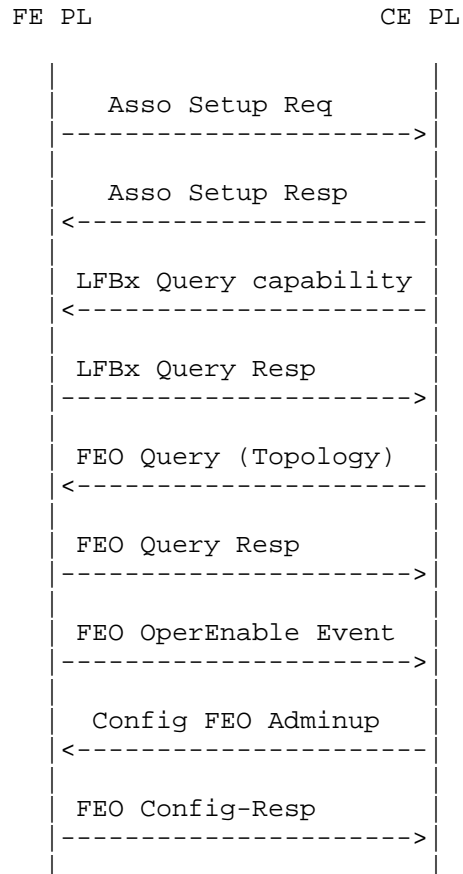 FE PL CE PL
Asso Setup Req
Asso Setup Resp
LFBx Query capability
LFBx Query Resp
FEO Query (Topology)
FEO Query Resp
FEO OperEnable Event
Config FEO Adminup
FEO Config-Resp